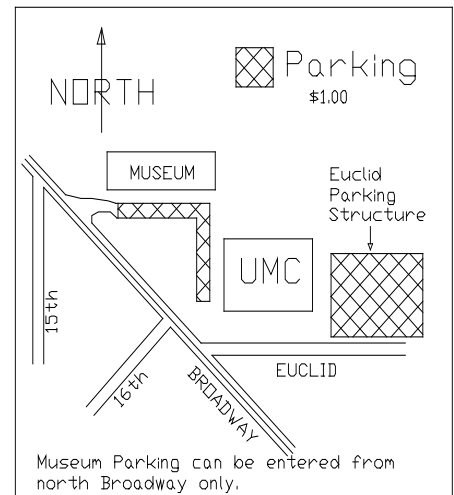 NORTH
Parking
$1.00
MUSEUM
Euclid
Parking
Structure
UMC
15th
16th
BROADWAY
EUCLID
Museum Parking can be entered from
north Broadway only.